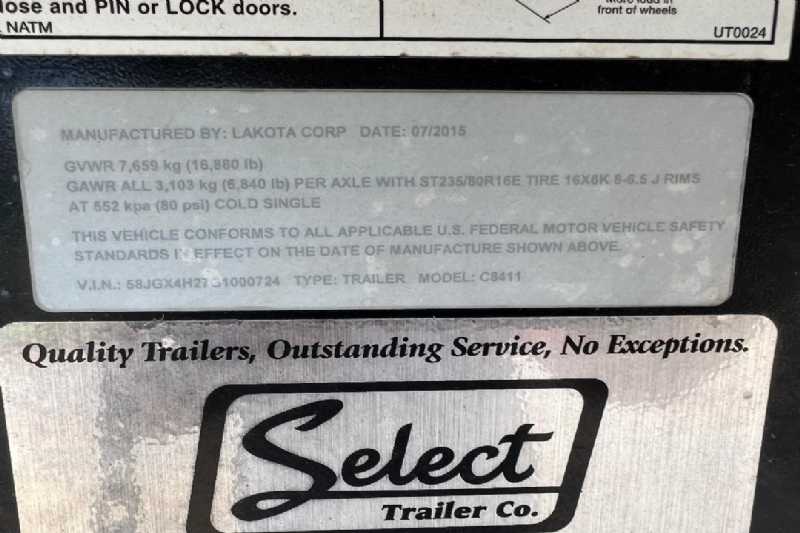 lose and PIN or LOCK doors.
NATM
front of wheels
UT0024
MANUFACTURED BY: LAKOTA CORP DATE: 07/2015
GVWR 7,659 kg (16,880 lb)
GAWR ALL 3,103 kg (6,840 lb) PER AXLE WITH ST235/80R16E TIRE 16X6K 8-6.5 J RIMS
AT 552 kpa (80 psi) COLD SINGLE
THIS VEHICLE CONFORMS TO ALL APPLICABLE U.S. FEDERAL MOTOR VEHICLE SAFETY
STANDARDS IN EFFECT ON THE DATE OF MANUFACTURE SHOWN ABOVE.
V.I.N.: TYPE: TRAILER MODEL: C8411
Quality Trailers, Outstanding Service, No Exceptions.
Select
Trailer Co.